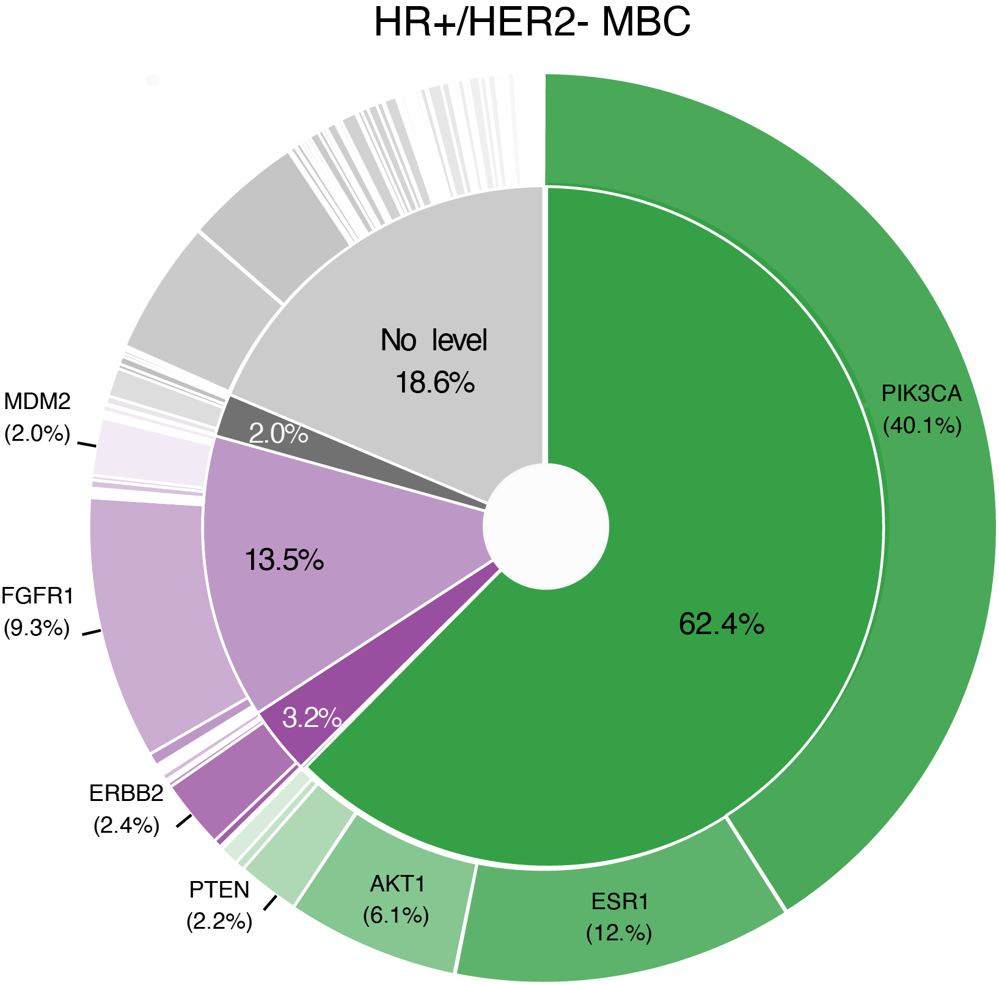 HR+/HER2- MBC
No level
18.6%
PIK3CA
(40.1%)
MDM2
(2.0%)
2.0%
13.5%
FGFR1
(9.3%)
62.4%
3.2%
ERBB2
(2.4%)
AKT1
(6.1%)
PTEN
(2.2%)
ESR1
(12.%)